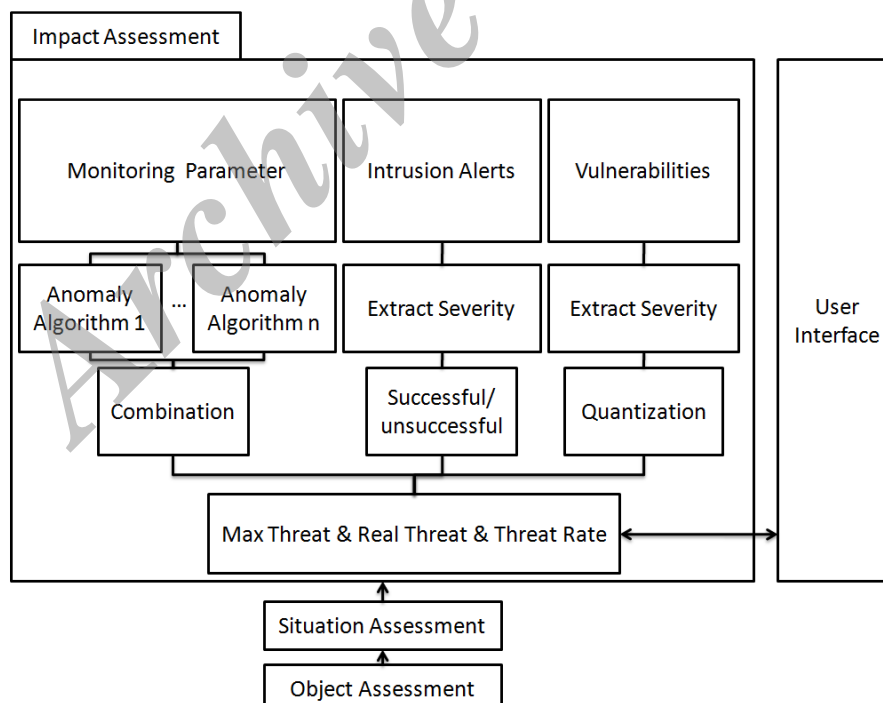 Impact Assessment
Monitoring Parameter
Intrusion Alerts
Vulnerabilities
Anomaly
Algorithm 1
...
Anomaly
Algorithm n
Extract Severity
Extract Severity
User
Interface
Combination
Successful/
unsuccessful
Quantization
Max Threat & Real Threat & Threat Rate
Situation Assessment
Object Assessment
Archive